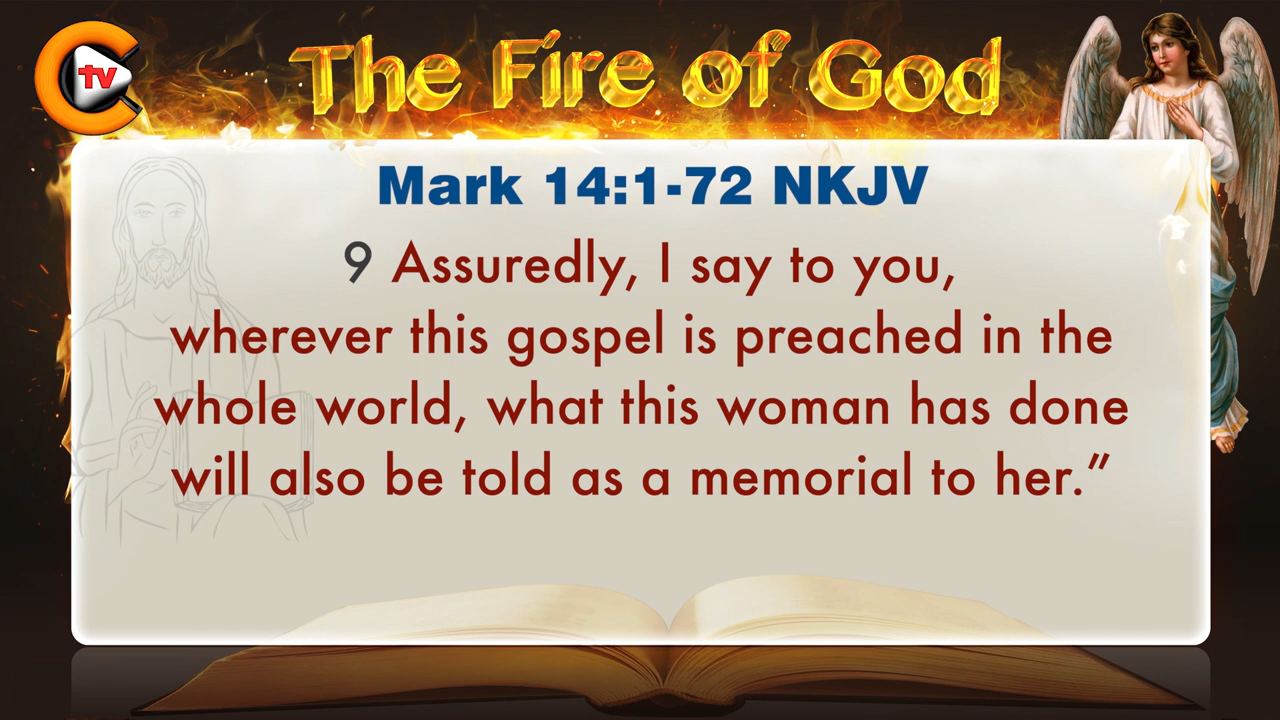 tv
The Fire of God
Mark 14:1-72 NKJV
9 Assuredly, I say to you,
wherever this gospel is preached in the
whole world, what this woman has done
will also be told as a memorial to her.”